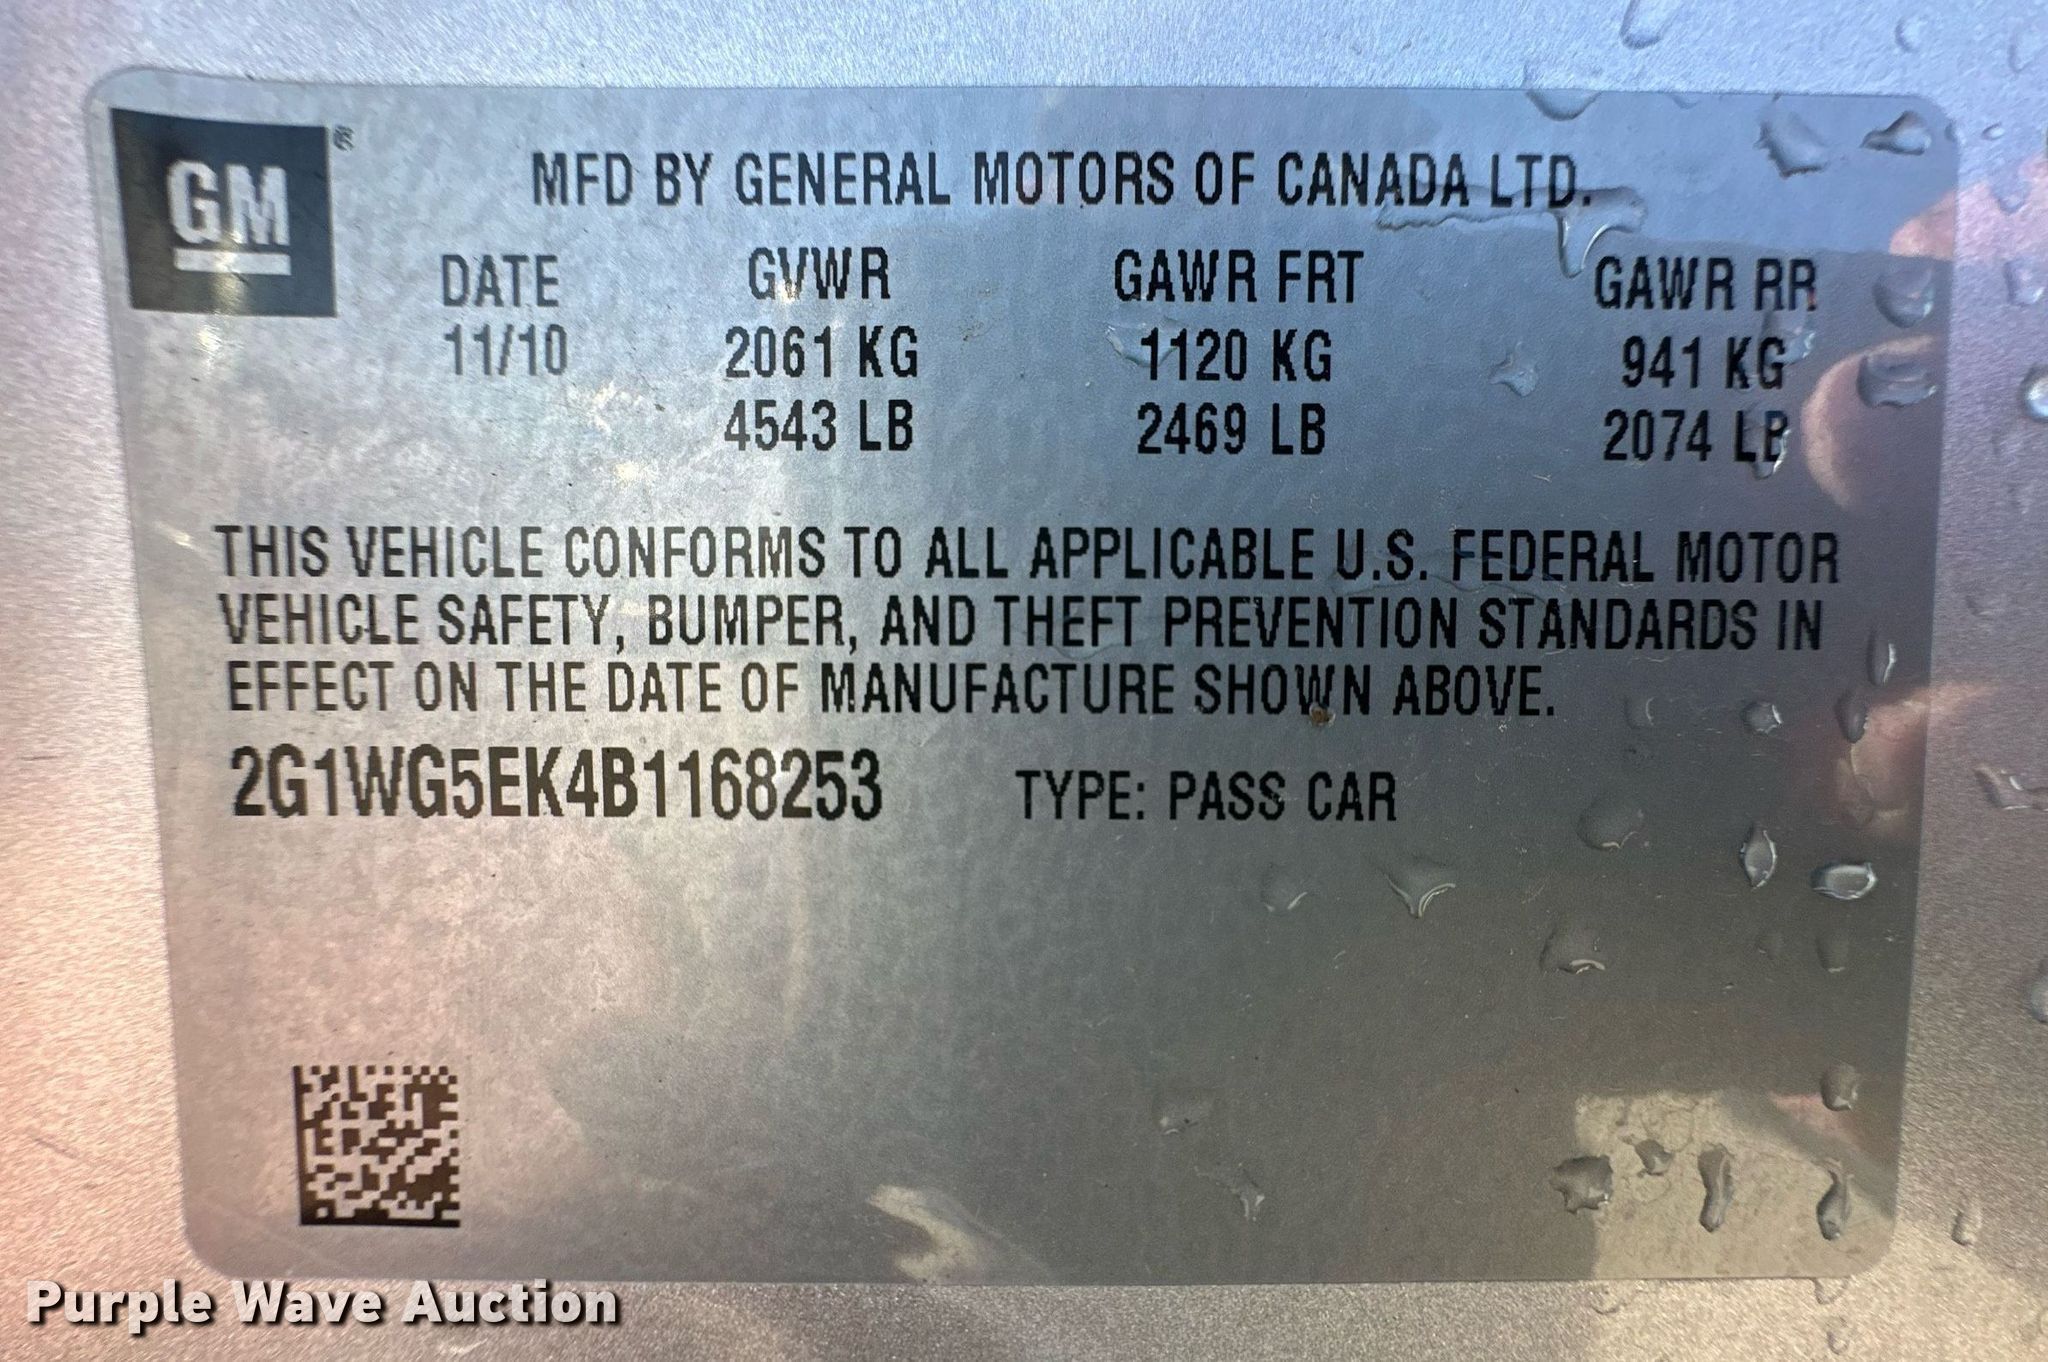 GM®
MFD BY GENERAL MOTORS OF CANADA LTD.
DATE GVWR GAWR FRT GAWR RR
11/10 2061 KG 1120 KG 941 KG
4543 LB 2469 LB 2074 LB
THIS VEHICLE CONFORMS TO ALL APPLICABLE U.S. FEDERAL MOTOR
VEHICLE SAFETY, BUMPER, AND THEFT PREVENTION STANDARDS IN
EFFECT ON THE DATE OF MANUFACTURE SHOWN ABOVE.
2G1WG5EK4B1168253 TYPE: PASS CAR
Purple Wave Auction